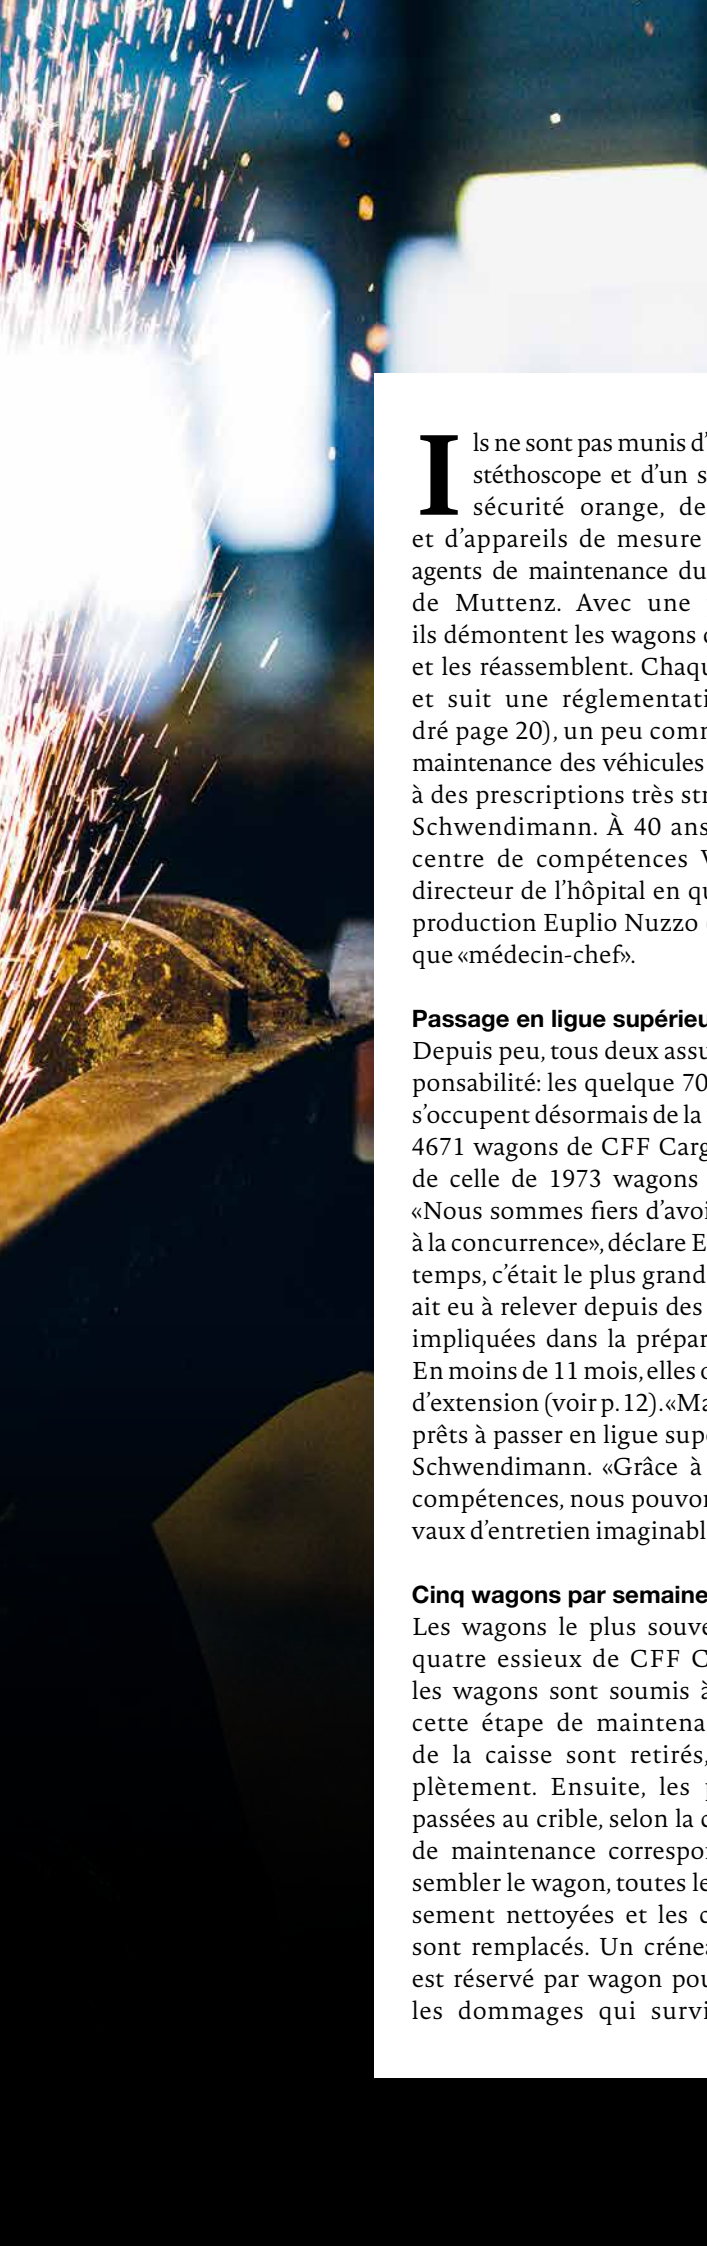 Ils ne sont pas munis d’
stéthoscope et d’un s
sécurité orange, de
et d’appareils de mesure
agents de maintenance du
de Muttenz. Avec une
ils démontent les wagons
et les réassemblent. Chaqu
et suit une réglementati
dré page 20), un peu comm
maintenance des véhicules
à des prescriptions très str
Schwendimann. À 40 ans
centre de compétences
directeur de l’hôpital en qu
production Euplio Nuzzo
que «médecin-chef».
Passage en ligue supérieu
Depuis peu, tous deux assu
ponsabilité: les quelque 70
s’occupent désormais de la
4671 wagons de CFF Carg
de celle de 1973 wagons
«Nous sommes fiers d’avoi
à la concurrence», déclare E
temps, c’était le plus grand
ait eu à relever depuis des
impliquées dans la prépar
En moins de 11 mois, elles
d’extension (voir p. 12). «Ma
prêts à passer en ligue sup
Schwendimann. «Grâce à
compétences, nous pouvon
vaux d’entretien imaginabl
Cinq wagons par semaine
Les wagons le plus souve
quatre essieux de CFF C
les wagons sont soumis à
cette étape de maintena
de la caisse sont retirés,
plètement. Ensuite, les
passées au crible, selon la
de maintenance correspon
sembler le wagon, toutes le
sement nettoyées et les
sont remplacés. Un crénea
est réservé par wagon pou
les dommages qui survi